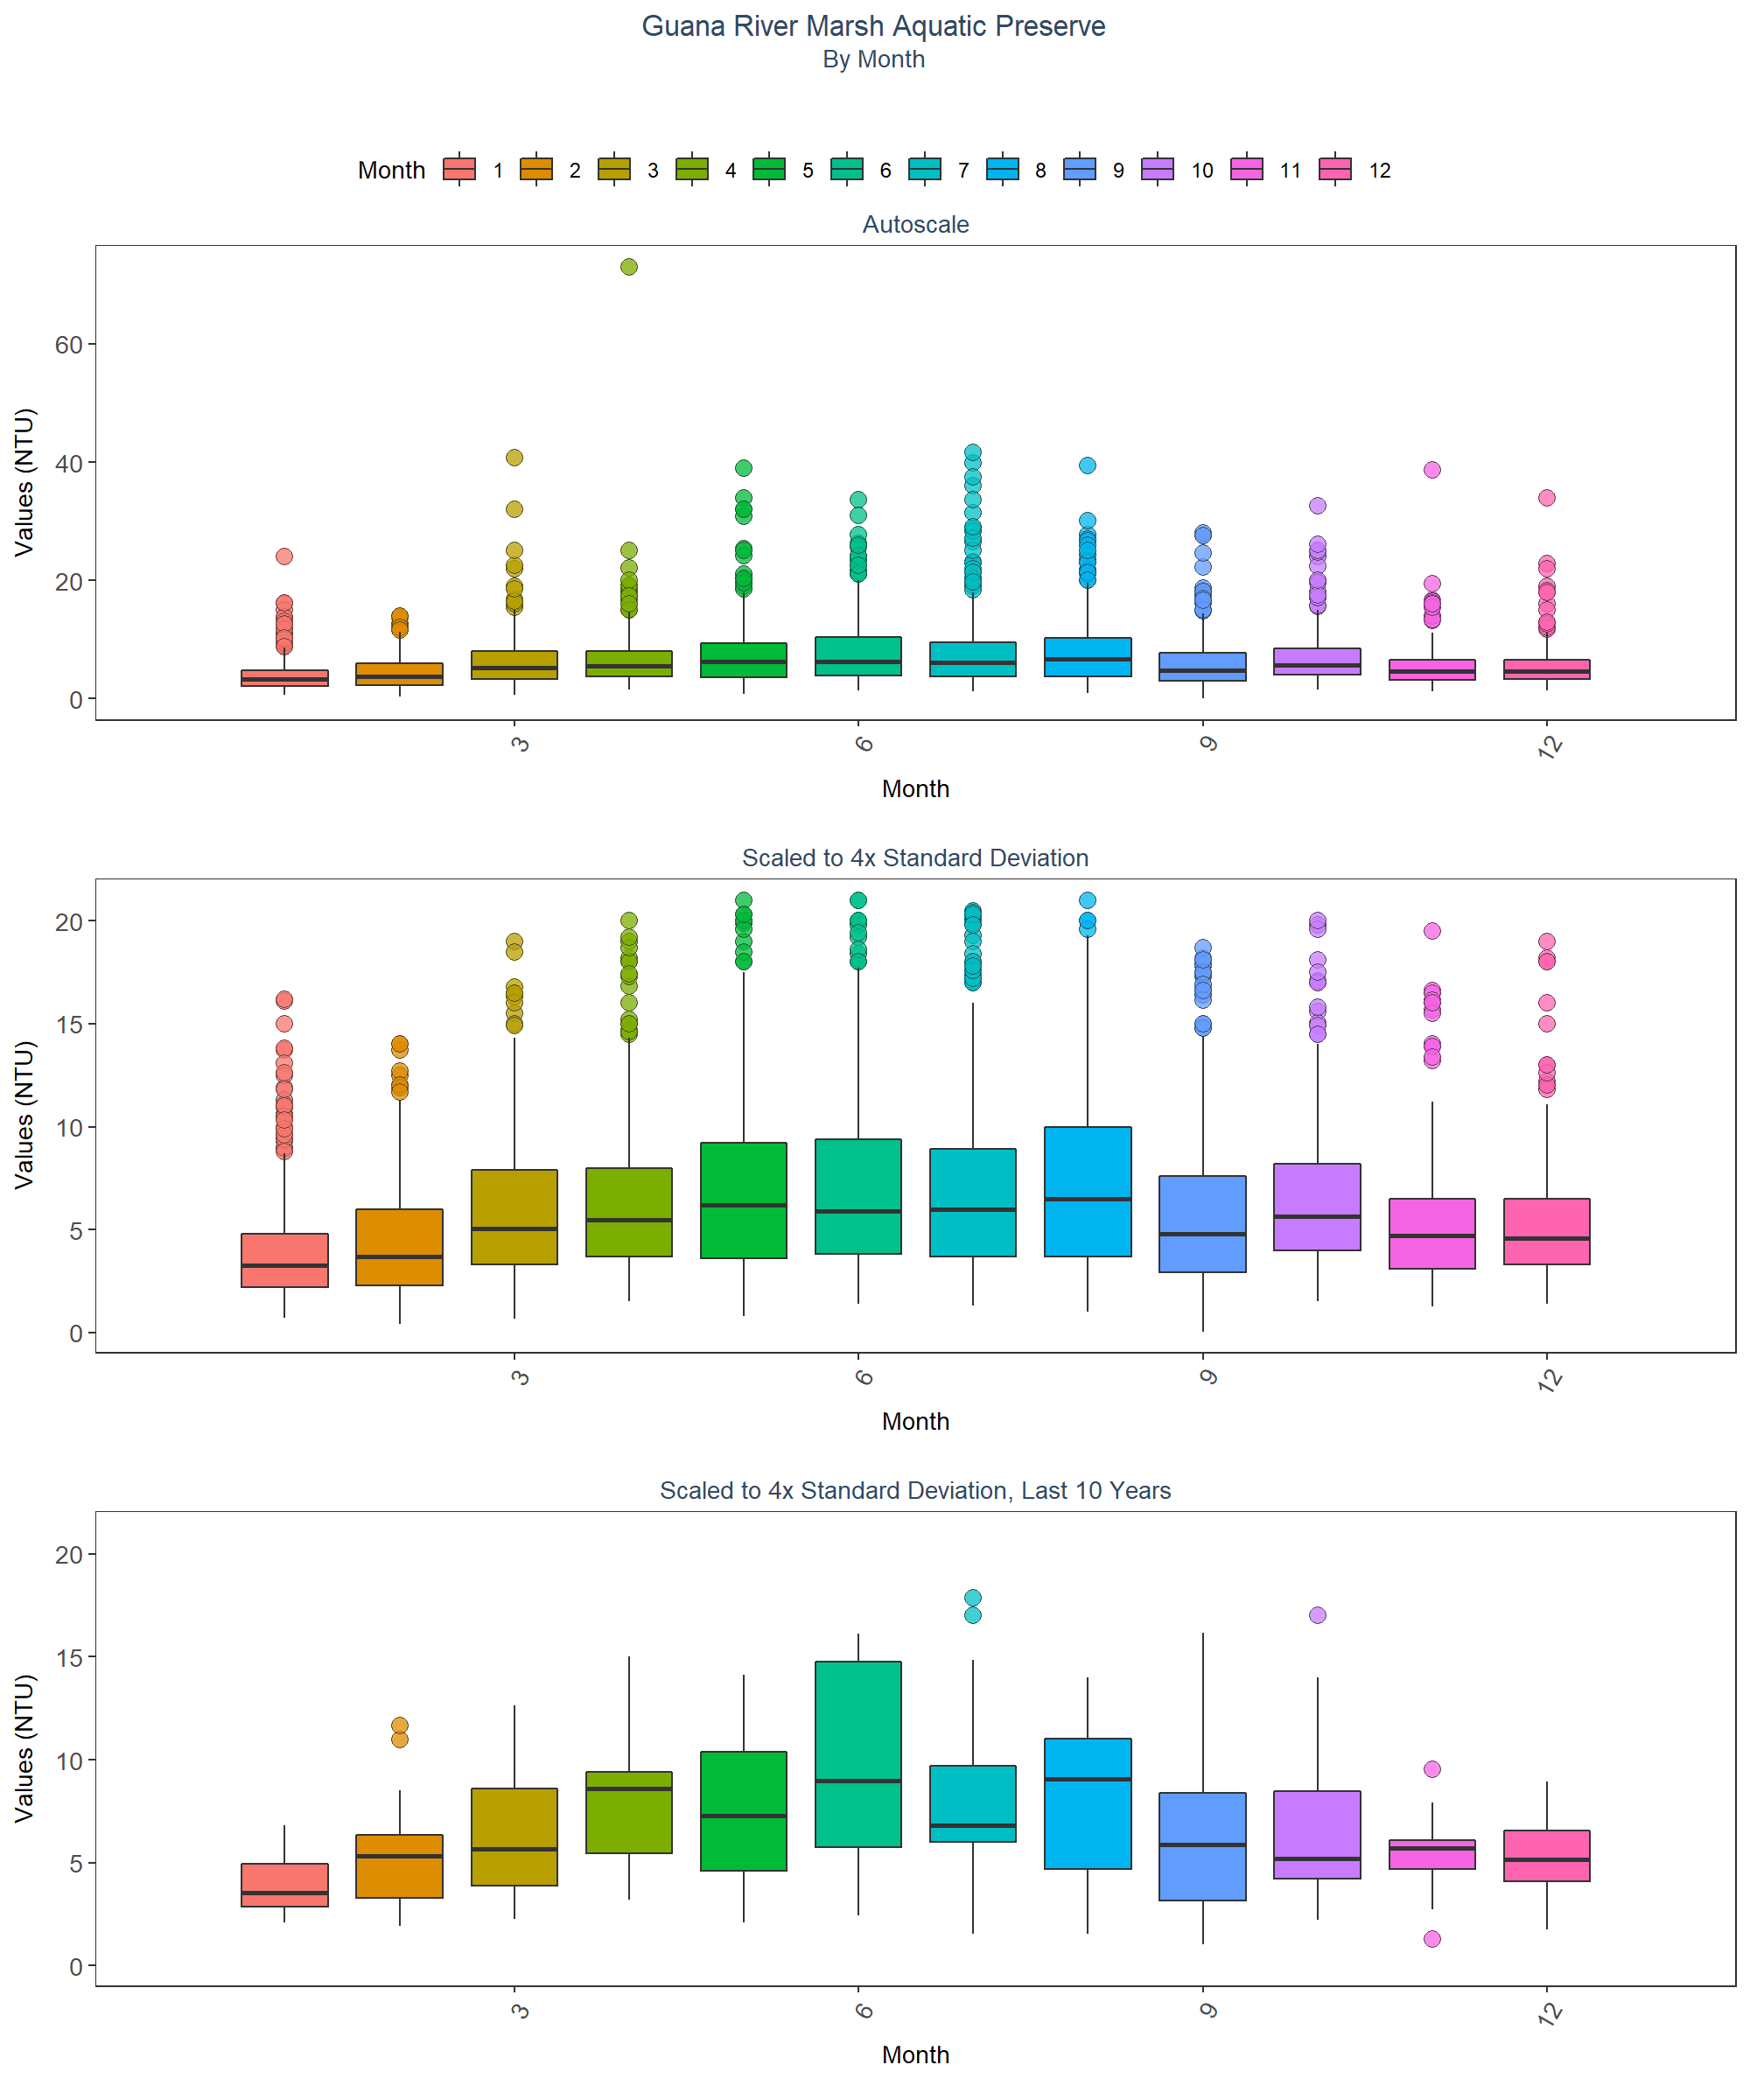 Guana River Marsh Aquatic Preserve
By Month
Month 1 2 3 4 5 6 7 8 9 10 11 12
Autoscale
Values (NTU)
60
40
20
0
3 6 9 12
Month
Scaled to 4x Standard Deviation
Values (NTU)
20
15
10
5
0
3 6 9 12
Month
Scaled to 4x Standard Deviation, Last 10 Years
Values (NTU)
20
15
10
5
0
3 6 9 12
Month